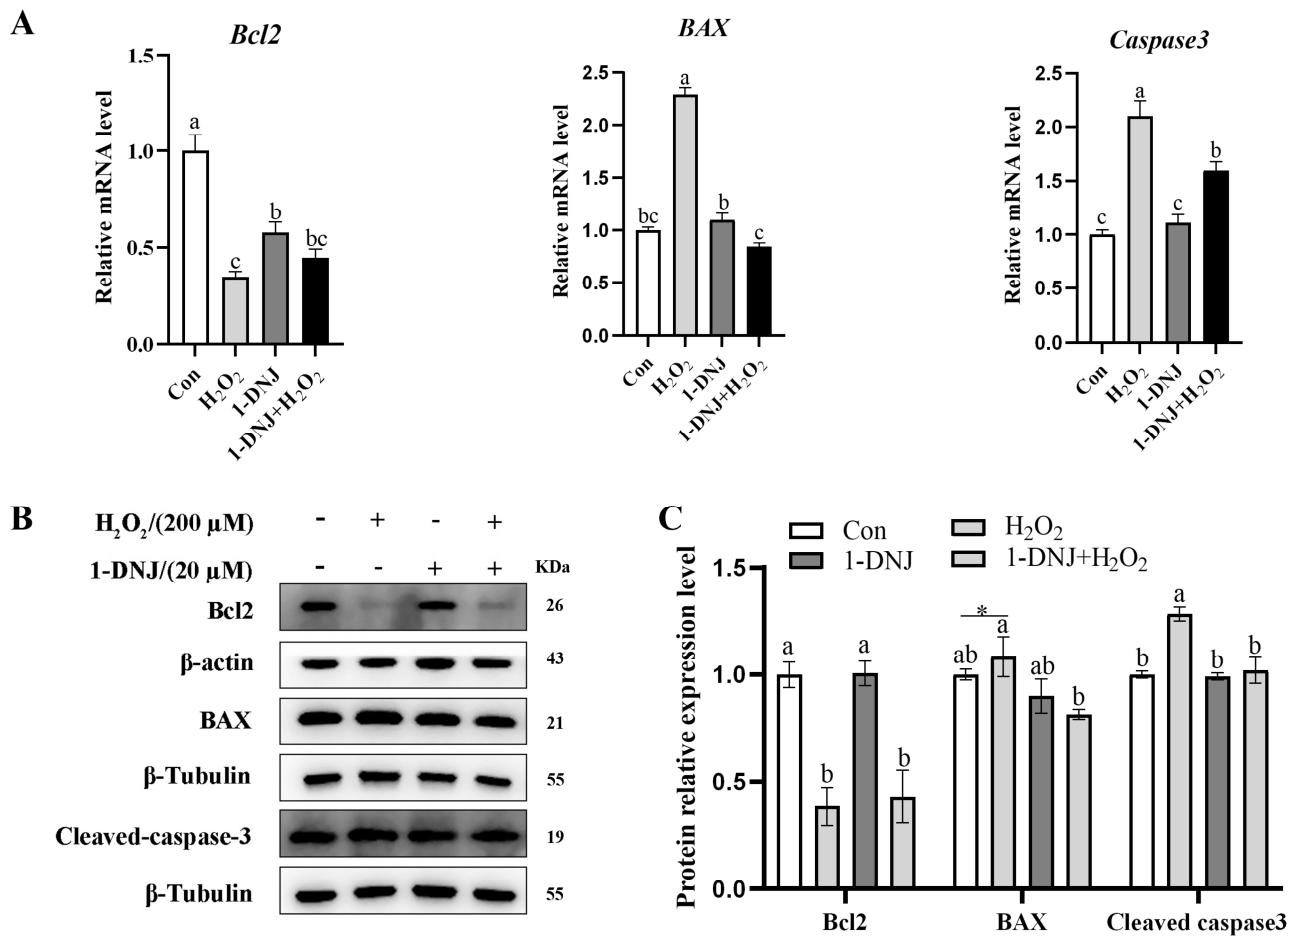 A
Bcl2
Relative mRNA level
1.5
1.0
0.5
0.0
a
c
b
bc
Con
H₂O₂
1-DNJ
1-DNJ+H₂O₂
BAX
Relative mRNA level
2.5
2.0
1.5
1.0
0.5
0.0
bc
a
b
c
Con
H₂O₂
1-DNJ
1-DNJ+H₂O₂
Caspase3
Relative mRNA level
2.5
2.0
1.5
1.0
0.5
0.0
c
a
c
b
Con
H₂O₂
1-DNJ
1-DNJ+H₂O₂
B
H₂O₂/(200 μM) - + - +
1-DNJ/(20 μM) - - + + KDa
Bcl2 26
β-actin 43
BAX 21
β-Tubulin 55
Cleaved-caspase-3 19
β-Tubulin 55
C
Con H₂O₂
1-DNJ 1-DNJ+H₂O₂
Protein relative expression level
1.5
1.0
0.5
0.0
a b a b
*
ab a ab b
b a b b
Bcl2 BAX Cleaved caspase3